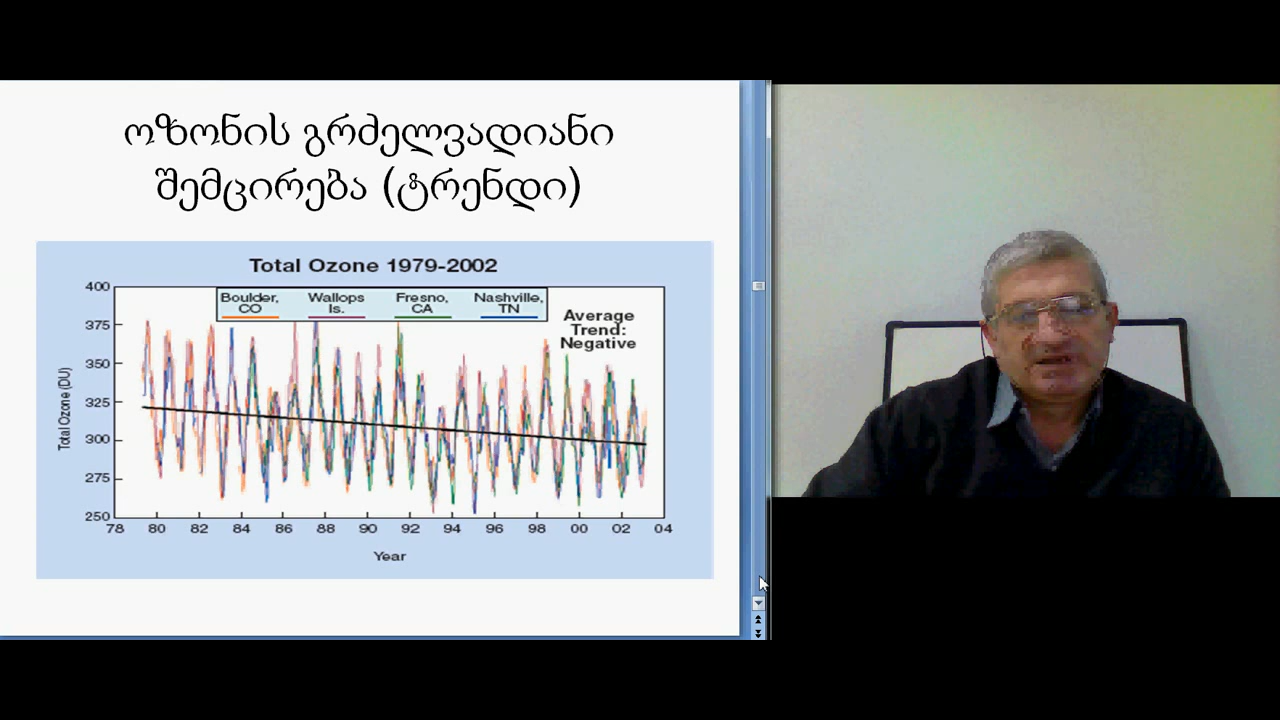 ოზონის გრძელვადიანი
შემცირება (ტრენდი)
Total Ozone 1979-2002
Boulder, CO
Wallops Is.
Fresno, CA
Nashville, TN
Average
Trend:
Negative
Total Ozone (DU)
400
375
350
325
300
275
250
78 80 82 84 86 88 90 92 94 96 98 00 02 04
Year